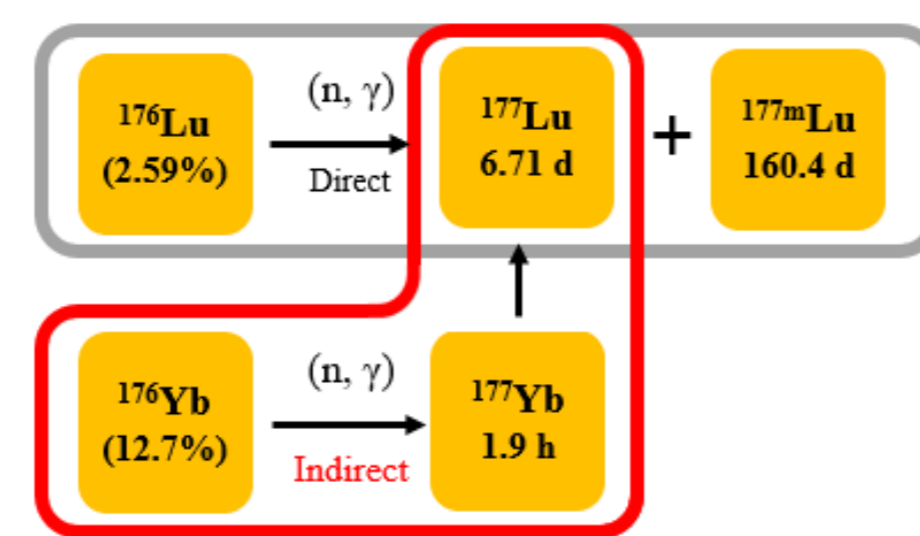 ¹⁷⁶Lu
(2.59%)
(n, γ)
Direct
¹⁷⁷Lu
6.71 d
+
¹⁷⁷ᵐLu
160.4 d
¹⁷⁶Yb
(12.7%)
(n, γ)
Indirect
¹⁷⁷Yb
1.9 h